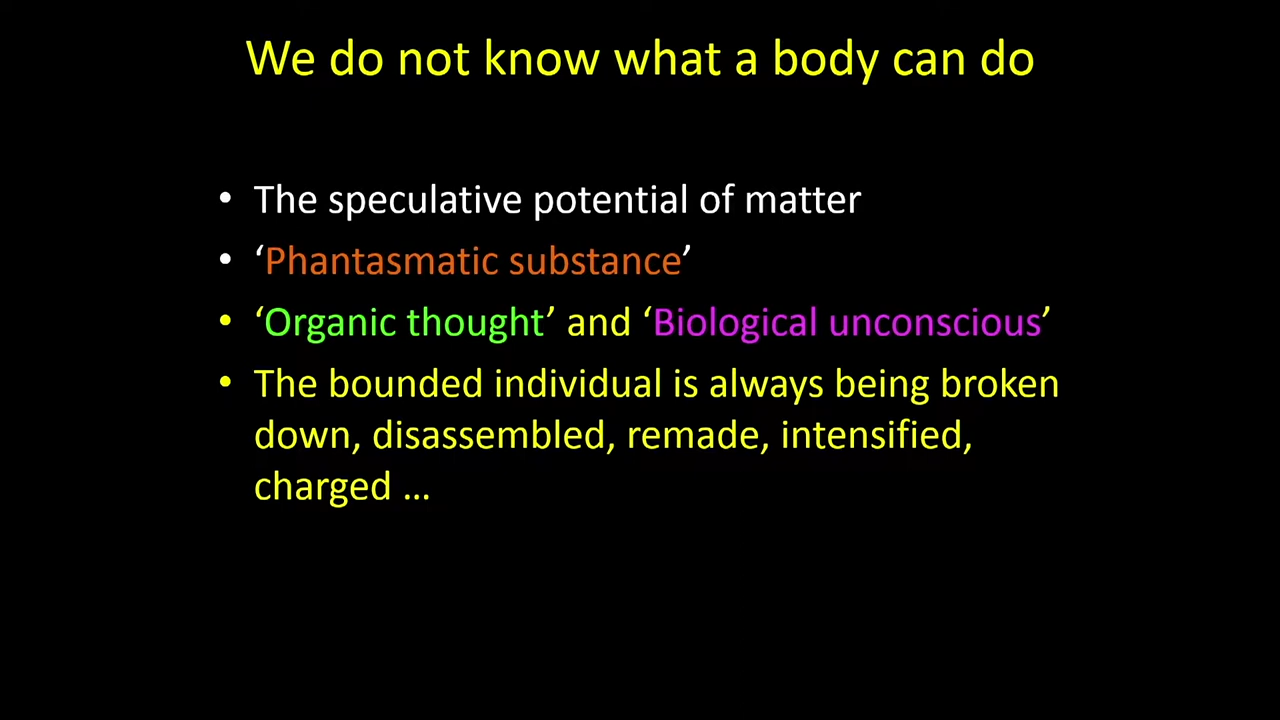 We do not know what a body can do
• The speculative potential of matter
• ‘Phantasmatic substance’
• ‘Organic thought’ and ‘Biological unconscious’
• The bounded individual is always being broken
down, disassembled, remade, intensified,
charged …